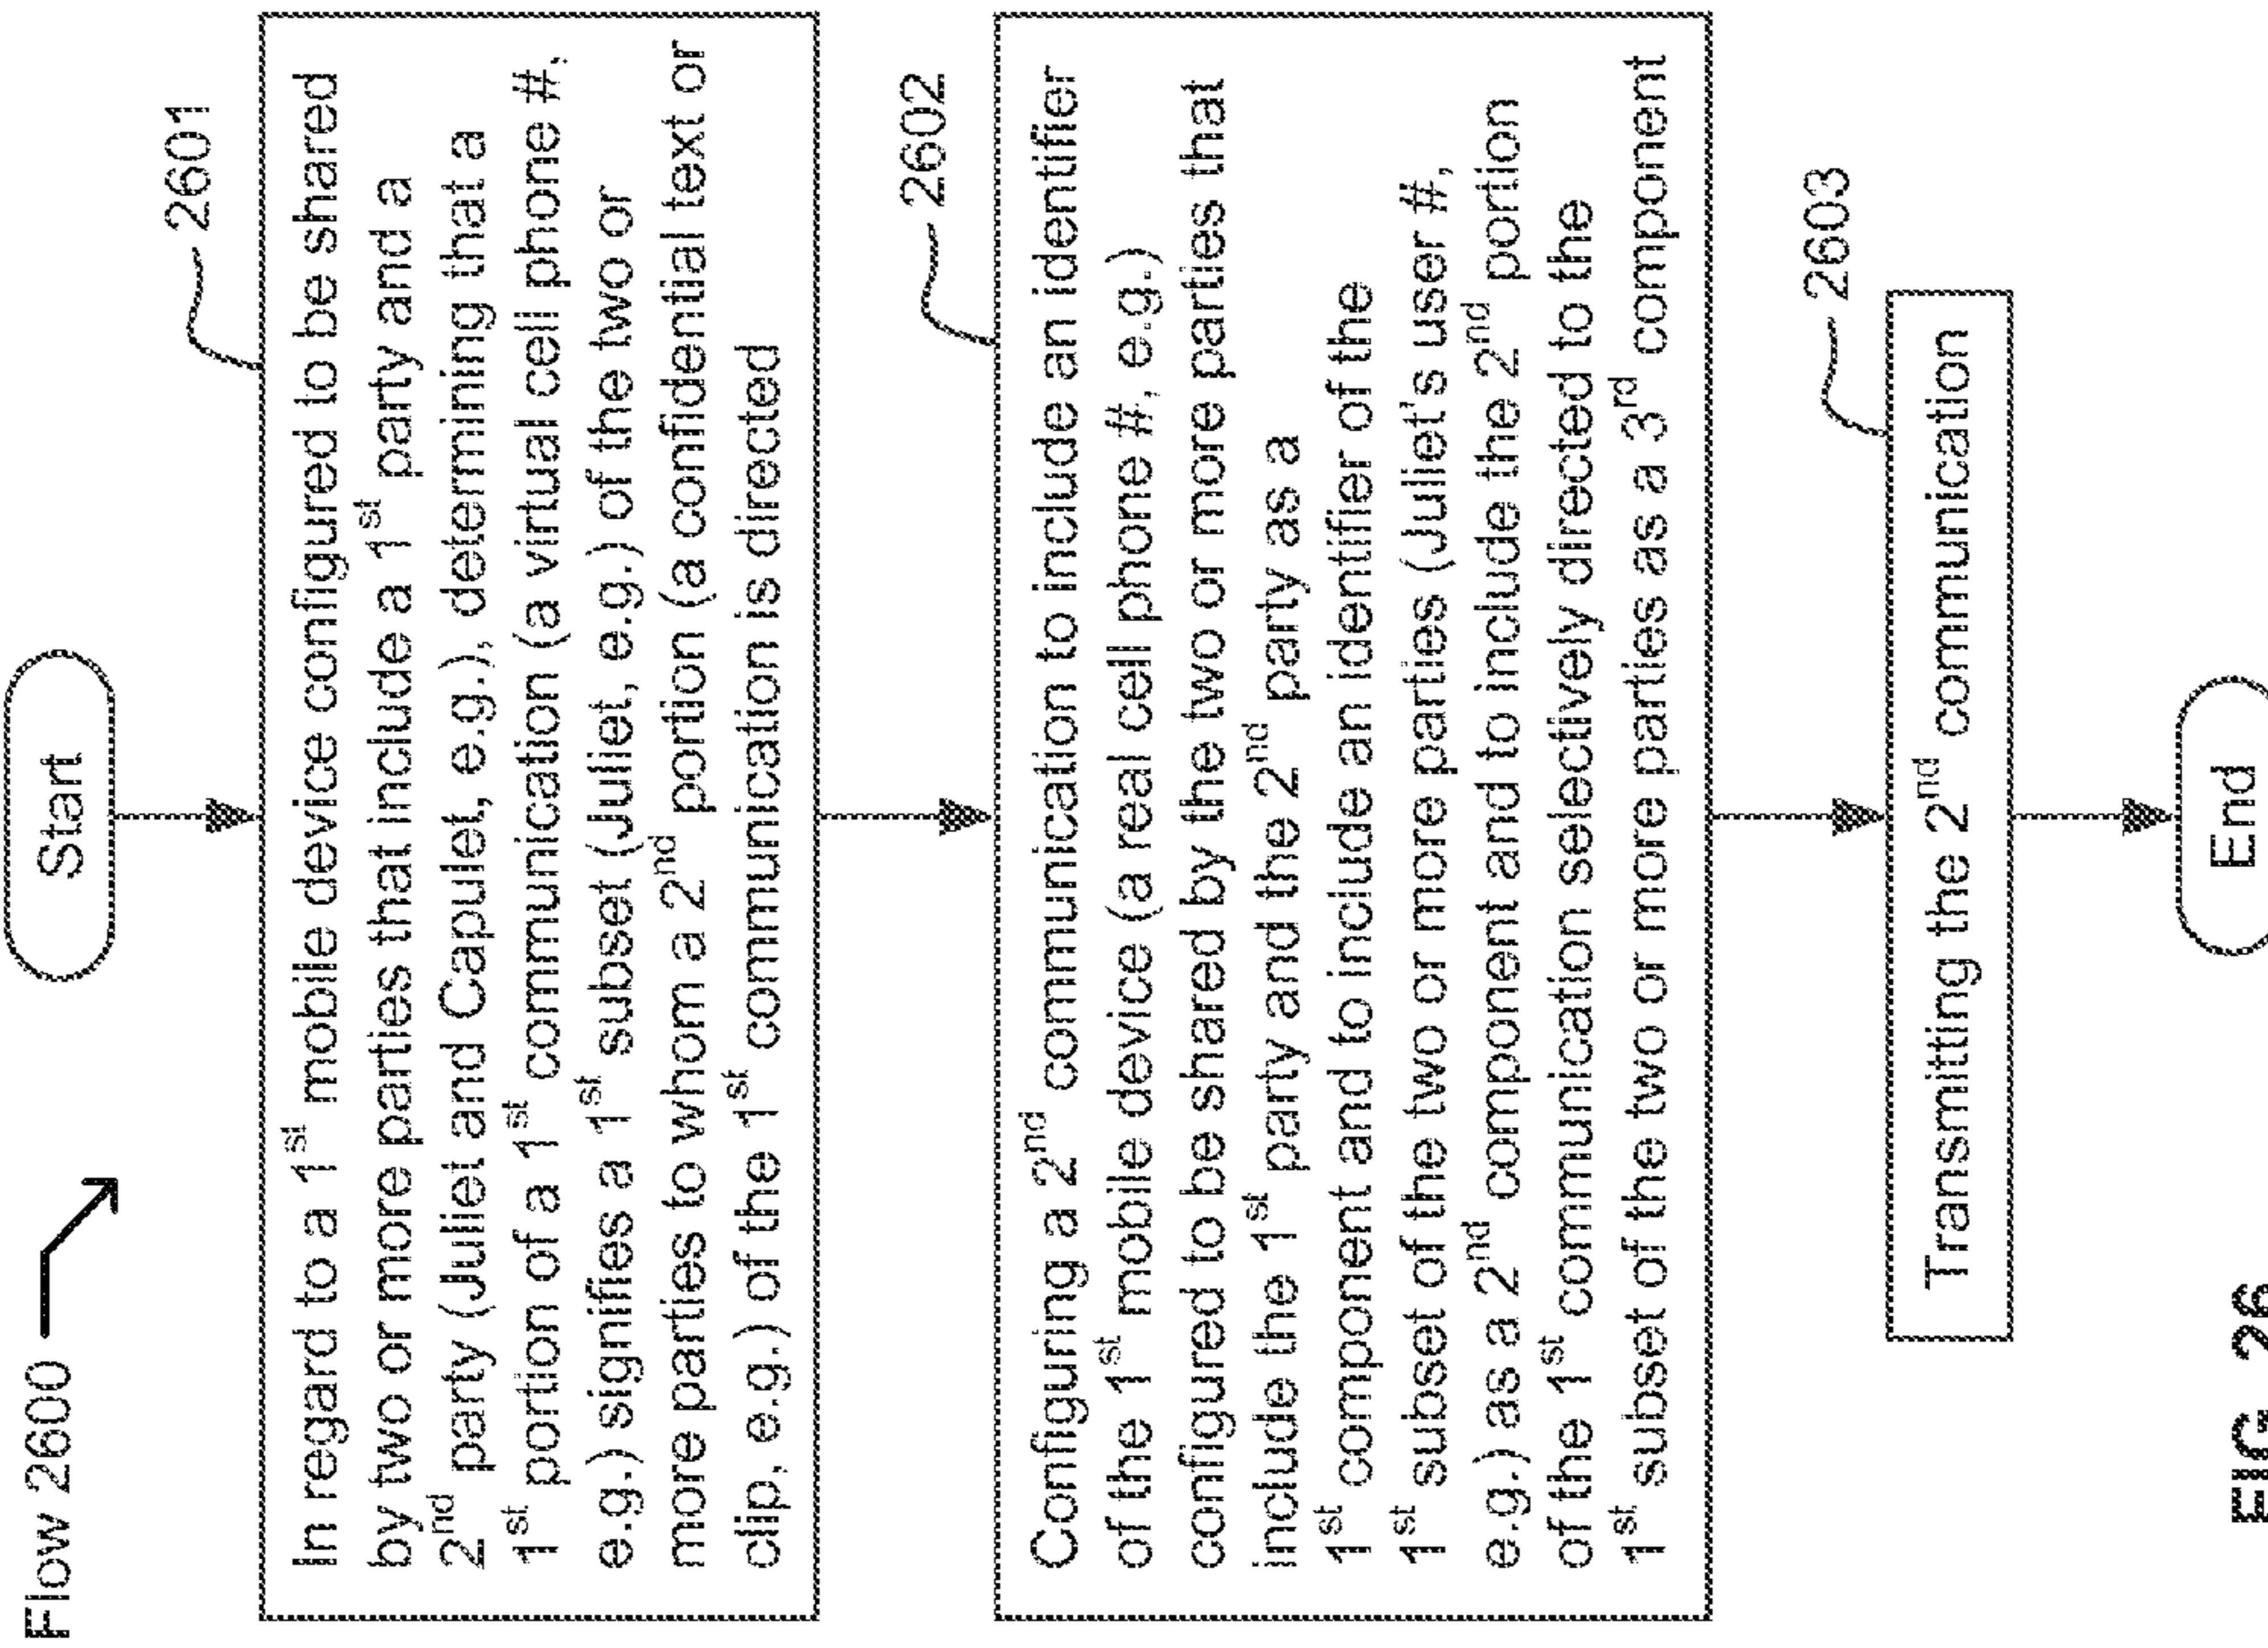 Flow 2600
Start
2601
In regard to a 1st mobile device configured to be shared
by two or more parties that include a 1st party and a
2nd party (Juliet and Capulet, e.g.), determining that a
1st portion of a 1st communication (a virtual cell phone #,
e.g.) signifies a 1st subset (Juliet, e.g.) of the two or
more parties to whom a 2nd portion (a confidential text or
clip, e.g.) of the 1st communication is directed
2602
Configuring a 2nd communication to include an identifier
of the 1st mobile device (a real cell phone #, e.g.)
configured to be shared by the two or more parties that
include the 1st party and the 2nd party as a
1st component and to include an identifier of the
1st subset of the two or more parties (Juliet's user #,
e.g.) as a 2nd component and to include the 2nd portion
of the 1st communication selectively directed to the
1st subset of the two or more parties as a 3rd component
2603
Transmitting the 2nd communication
End
FIG. 26